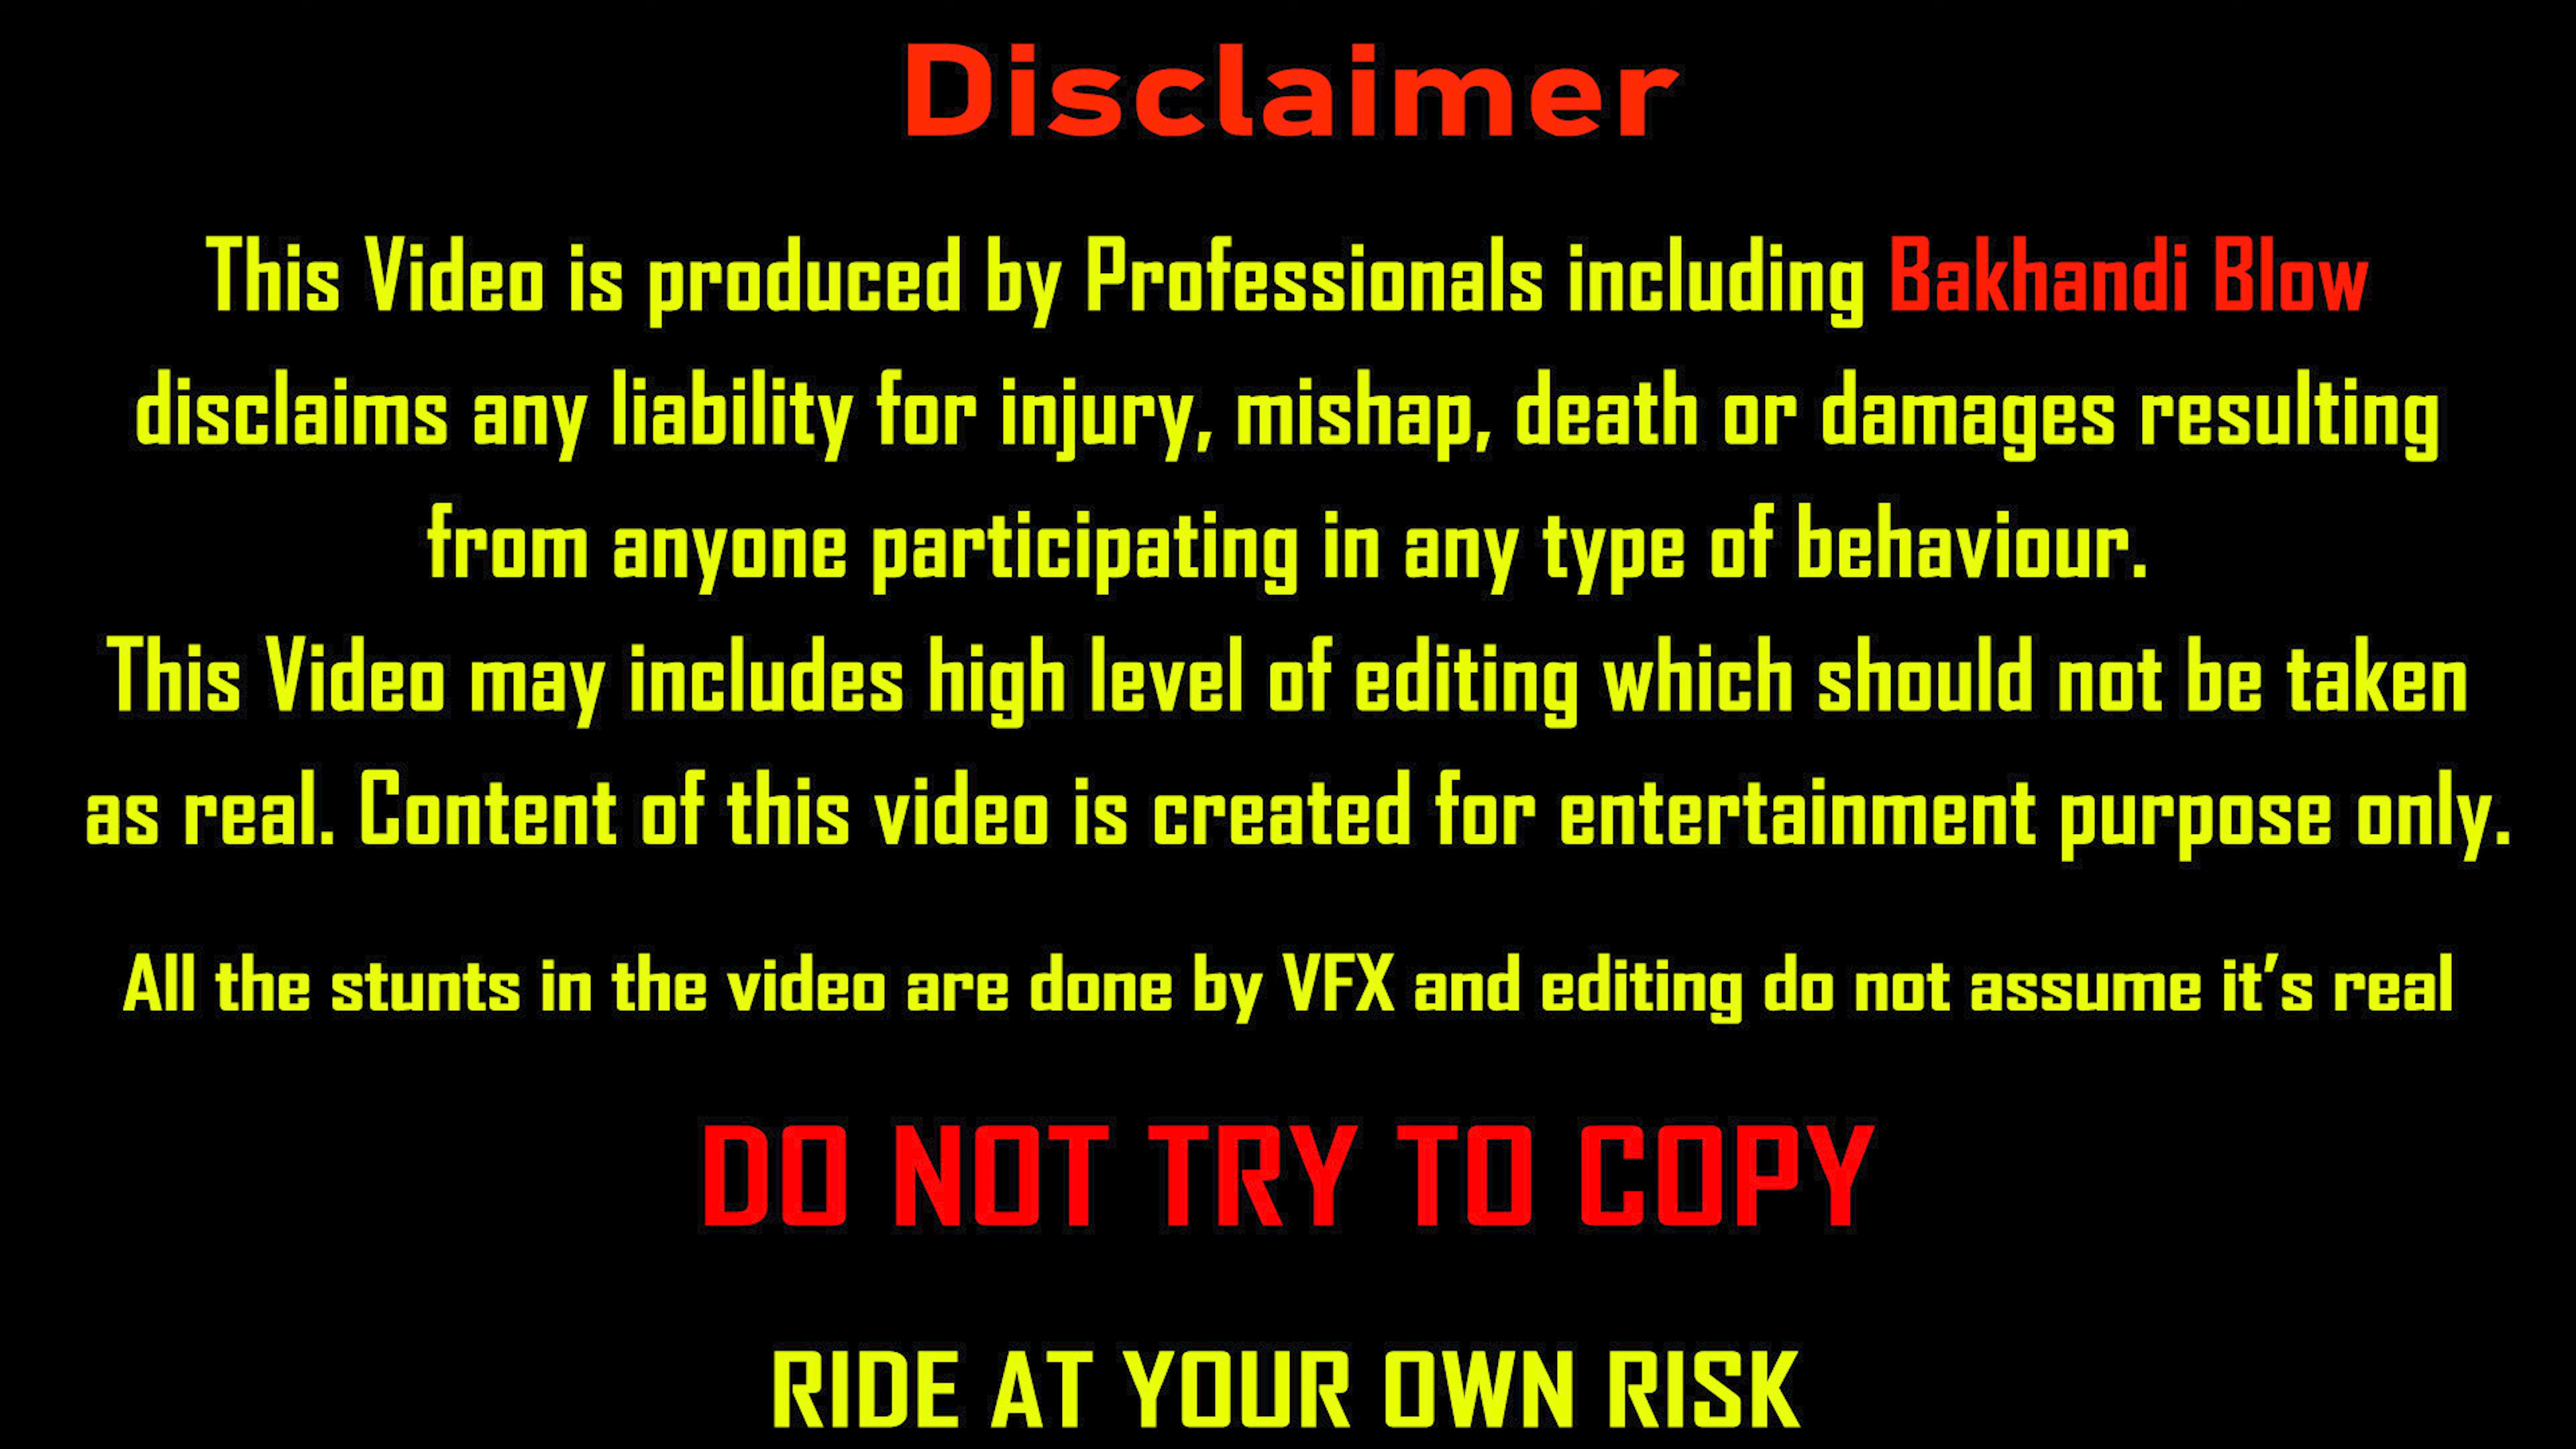 Disclaimer
This Video is produced by Professionals including Bakhandi Blow
disclaims any liability for injury, mishap, death or damages resulting
from anyone participating in any type of behaviour.
This Video may includes high level of editing which should not be taken
as real. Content of this video is created for entertainment purpose only.
All the stunts in the video are done by VFX and editing do not assume it's real
DO NOT TRY TO COPY
RIDE AT YOUR OWN RISK